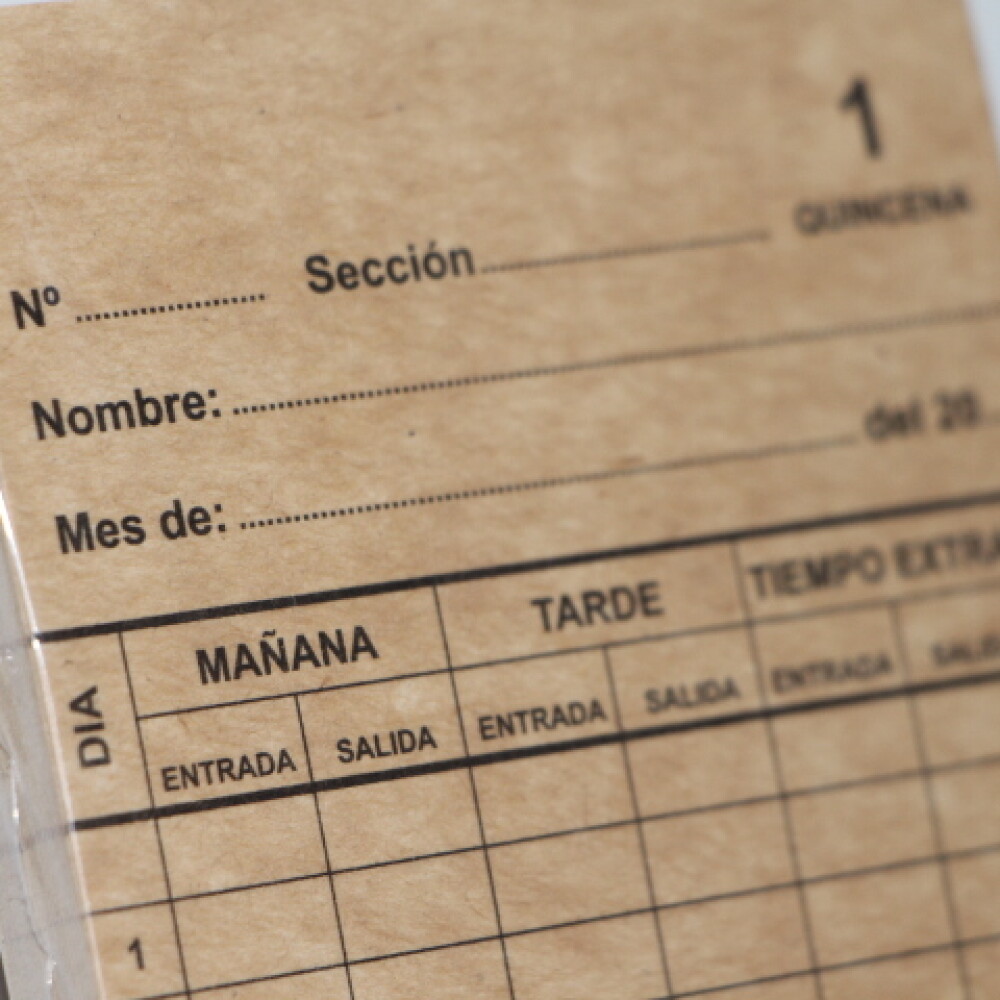 1
QUINCENA
Nº .................... Sección ........................................
Nombre: ................................................................................
Mes de: ............................................................ del 20..
DIA MAÑANA TARDE TIEMPO EXTRA
ENTRADA SALIDA ENTRADA SALIDA ENTRADA SALID
1